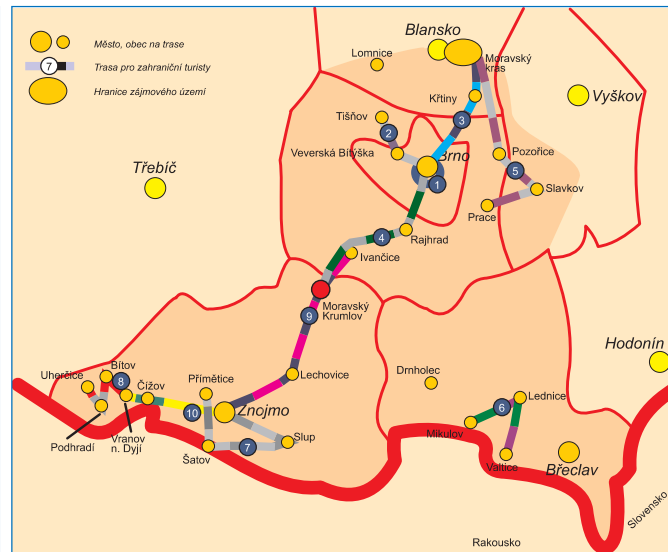 Město, obec na trase
7
Trasa pro zahraniční turisty
Hranice zájmového území
Blansko
Lomnice
Moravský
kras
Vyškov
Křtiny
Tišňov
3
2
Veverská Bítýška
Brno
Pozořice
1
5
Třebíč
Slavkov
Prace
4
Rajhrad
Ivančice
Moravský
Krumlov
9
Hodonín
Lechovice
Drnholec
Bítov
Uherčice
8
Čížov
Přímětice
Lednice
6
Znojmo
10
Mikulov
Podhradí
Vranov
n. Dyjí
Slup
7
Šatov
Valtice
Břeclav
Slovensko
Rakousko